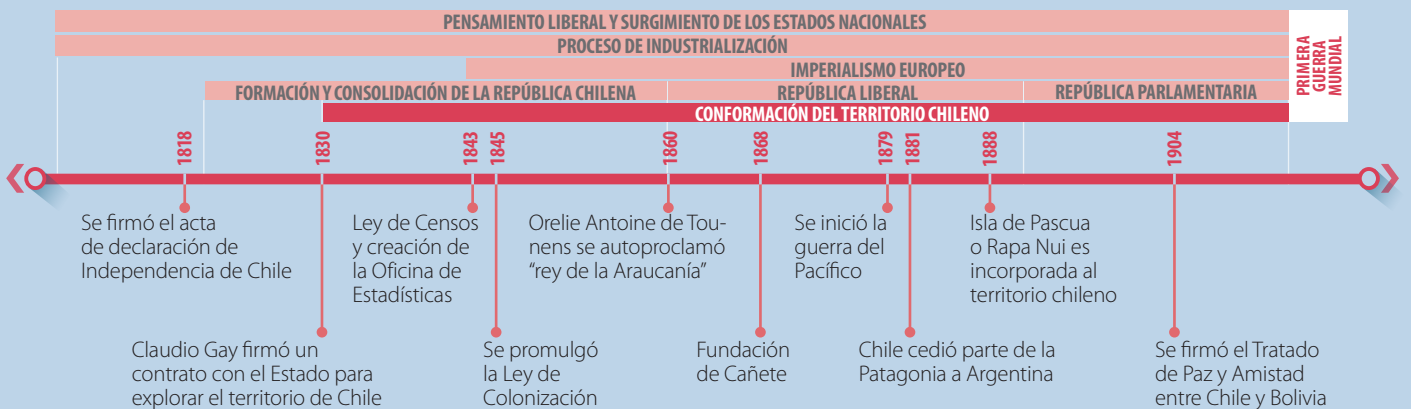 PENSAMIENTO LIBERAL Y SURGIMIENTO DE LOS ESTADOS NACIONALES
PROCESO DE INDUSTRIALIZACIÓN
IMPERIALISMO EUROPEO
FORMACIÓN Y CONSOLIDACIÓN DE LA REPÚBLICA CHILENA
REPÚBLICA LIBERAL
REPÚBLICA PARLAMENTARIA
CONFORMACIÓN DEL TERRITORIO CHILENO
PRIMERA
GUERRA
MUNDIAL
1818
1830
1843
1845
1860
1868
1879
1881
1888
1904
Se firmó el acta
de declaración de
Independencia de Chile
Ley de Censos
y creación de
la Oficina de
Estadísticas
Orelie Antoine de Tou-
nens se autoproclamó
“rey de la Araucanía”
Se inició la
guerra del
Pacífico
Isla de Pascua
o Rapa Nui es
incorporada al
territorio chileno
Claudio Gay firmó un
contrato con el Estado para
explorar el territorio de Chile
Se promulgó
la Ley de
Colonización
Fundación
de Cañete
Chile cedió parte de la
Patagonia a Argentina
Se firmó el Tratado
de Paz y Amistad
entre Chile y Bolivia